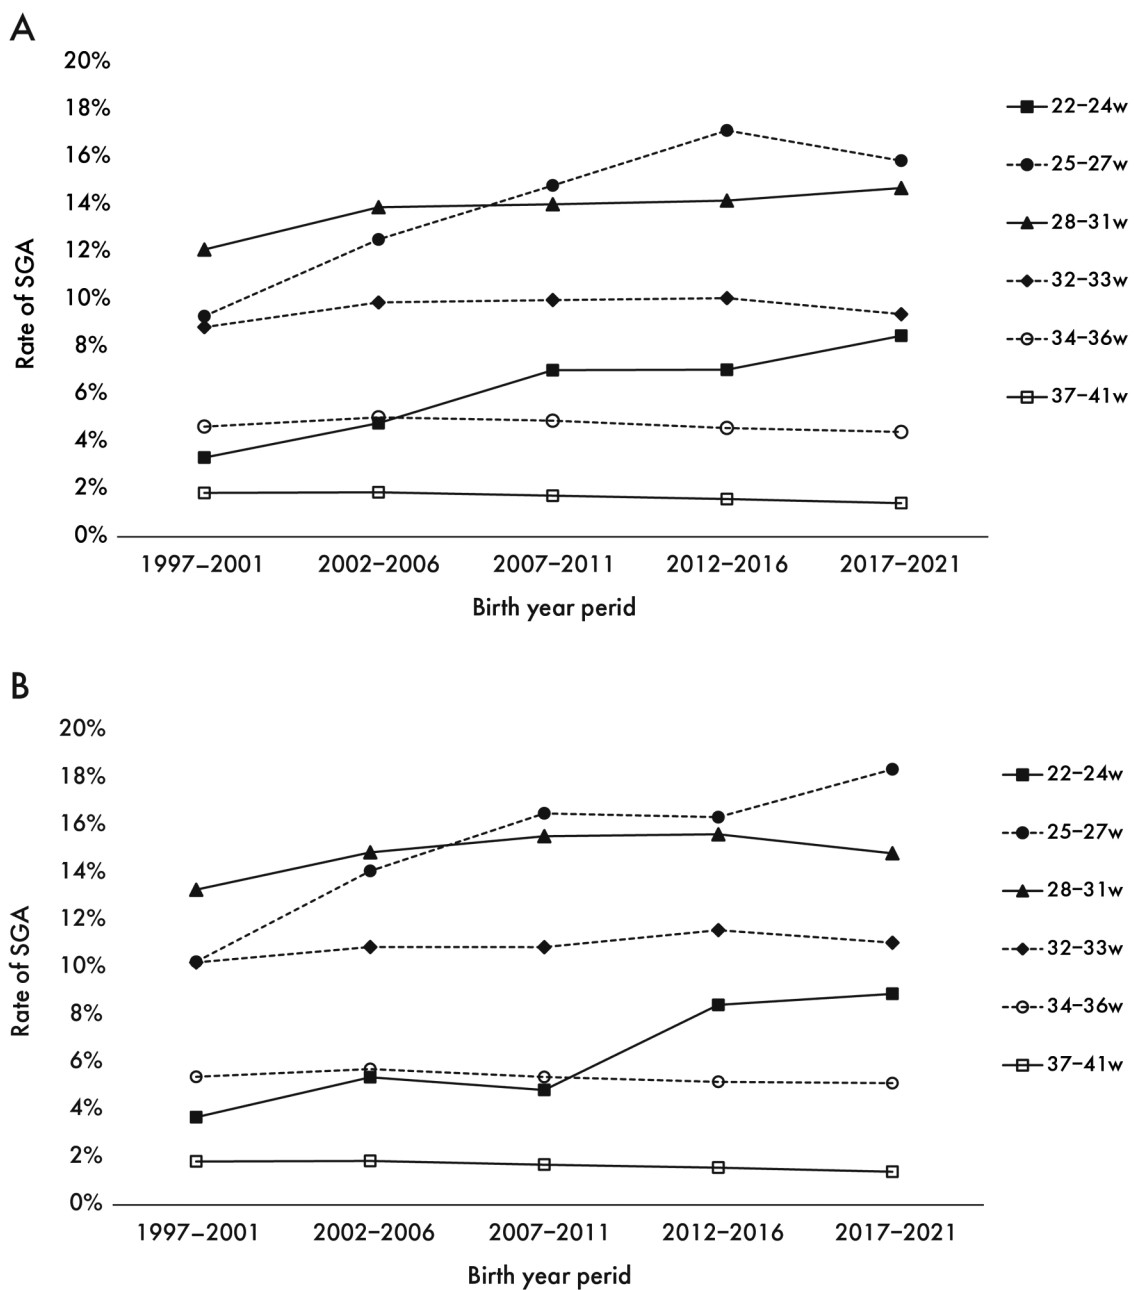 A
20%
18%
16%
14%
12%
10%
8%
6%
4%
2%
0%
Rate of SGA
1997–2001 2002–2006 2007–2011 2012–2016 2017–2021
Birth year perid
22–24w
25–27w
28–31w
32–33w
34–36w
37–41w
B
20%
18%
16%
14%
12%
10%
8%
6%
4%
2%
0%
Rate of SGA
1997–2001 2002–2006 2007–2011 2012–2016 2017–2021
Birth year perid
22–24w
25–27w
28–31w
32–33w
34–36w
37–41w